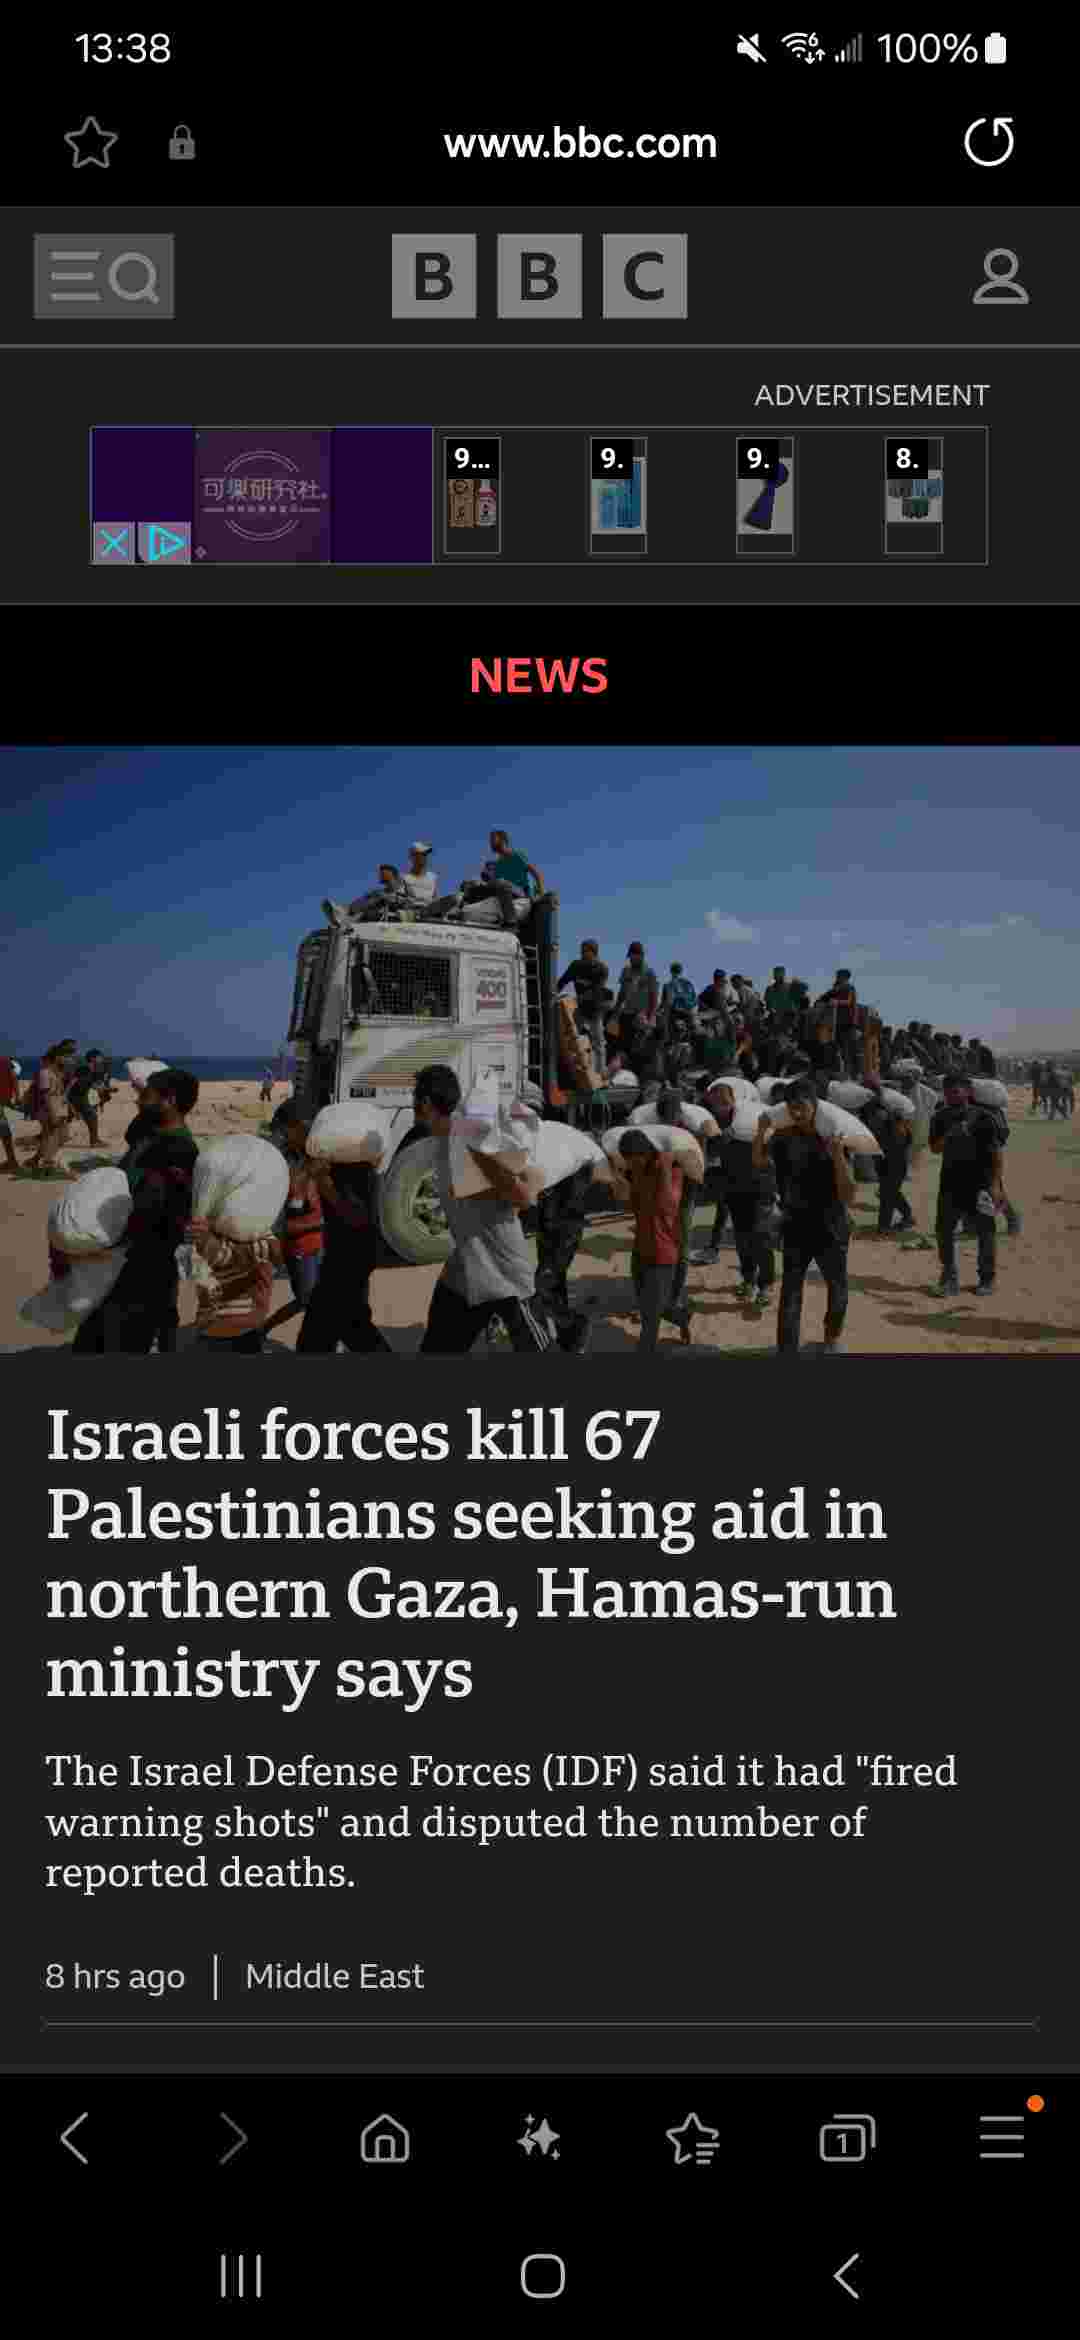 13:38
100%
www.bbc.com
BBC
ADVERTISEMENT
可樂研究社.
9...
9.
9.
8.
NEWS
400
Israeli forces kill 67
Palestinians seeking aid in
northern Gaza, Hamas-run
ministry says
The Israel Defense Forces (IDF) said it had "fired
warning shots" and disputed the number of
reported deaths.
8 hrs ago | Middle East
1